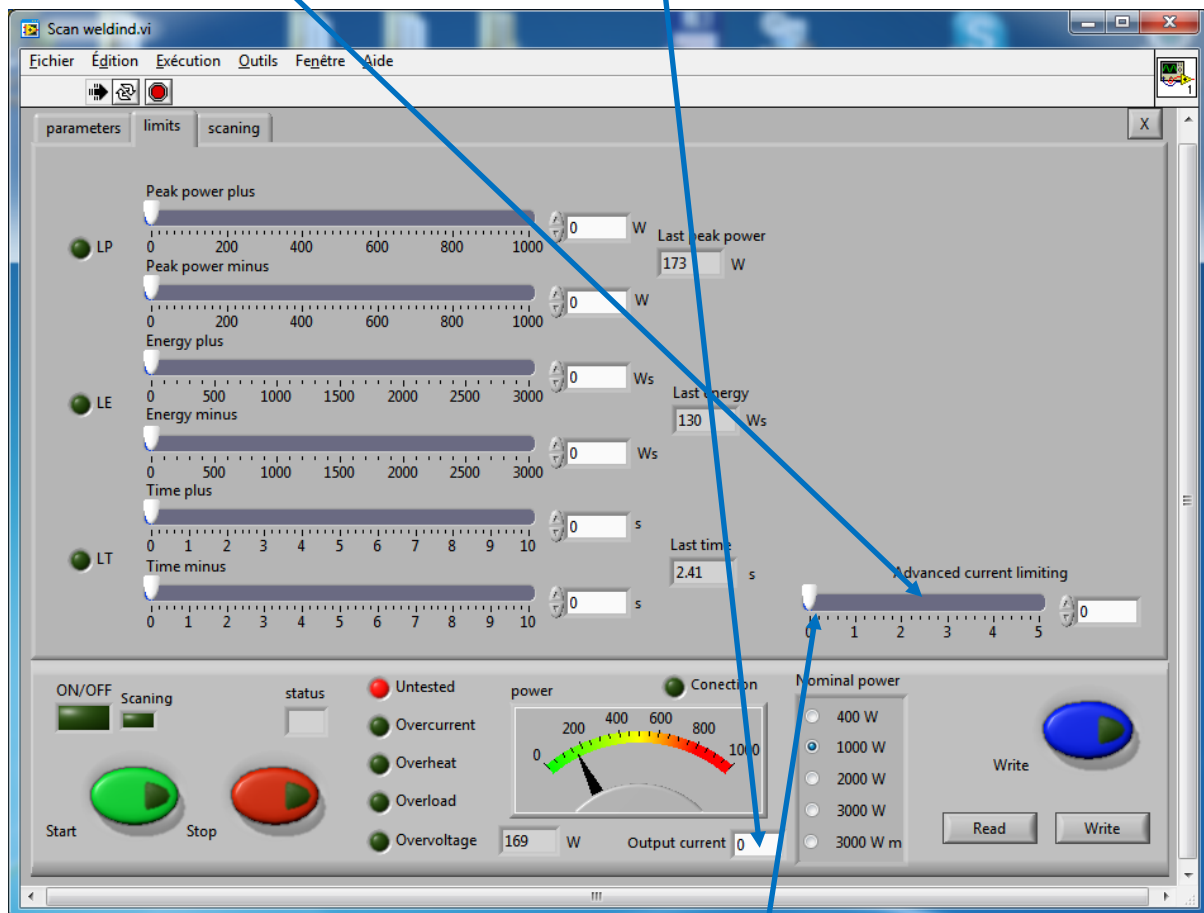 Scan weldind.vi
Fichier Édition Exécution Outils Fenêtre Aide
1
parameters limits scaning X
Peak power plus
0 W
LP 0 200 400 600 800 1000
Last peak power
173 W
Peak power minus
0 W
0 200 400 600 800 1000
Energy plus
0 Ws
LE 0 500 1000 1500 2000 2500 3000
Last energy
130 Ws
Energy minus
0 Ws
0 500 1000 1500 2000 2500 3000
Time plus
0 s
LT 0 1 2 3 4 5 6 7 8 9 10
Last time
2.41 s
Time minus
0 s
0 1 2 3 4 5 6 7 8 9 10
Advanced current limiting
0
0 1 2 3 4 5
ON/OFF Scaning status
Start Stop
Untested
Overcurrent
Overheat
Overload
Overvoltage
power Conection
0 200 400 600 800 1000
169 W Output current 0
Nominal power
400 W
1000 W
2000 W
3000 W
3000 W m
Write
Read Write